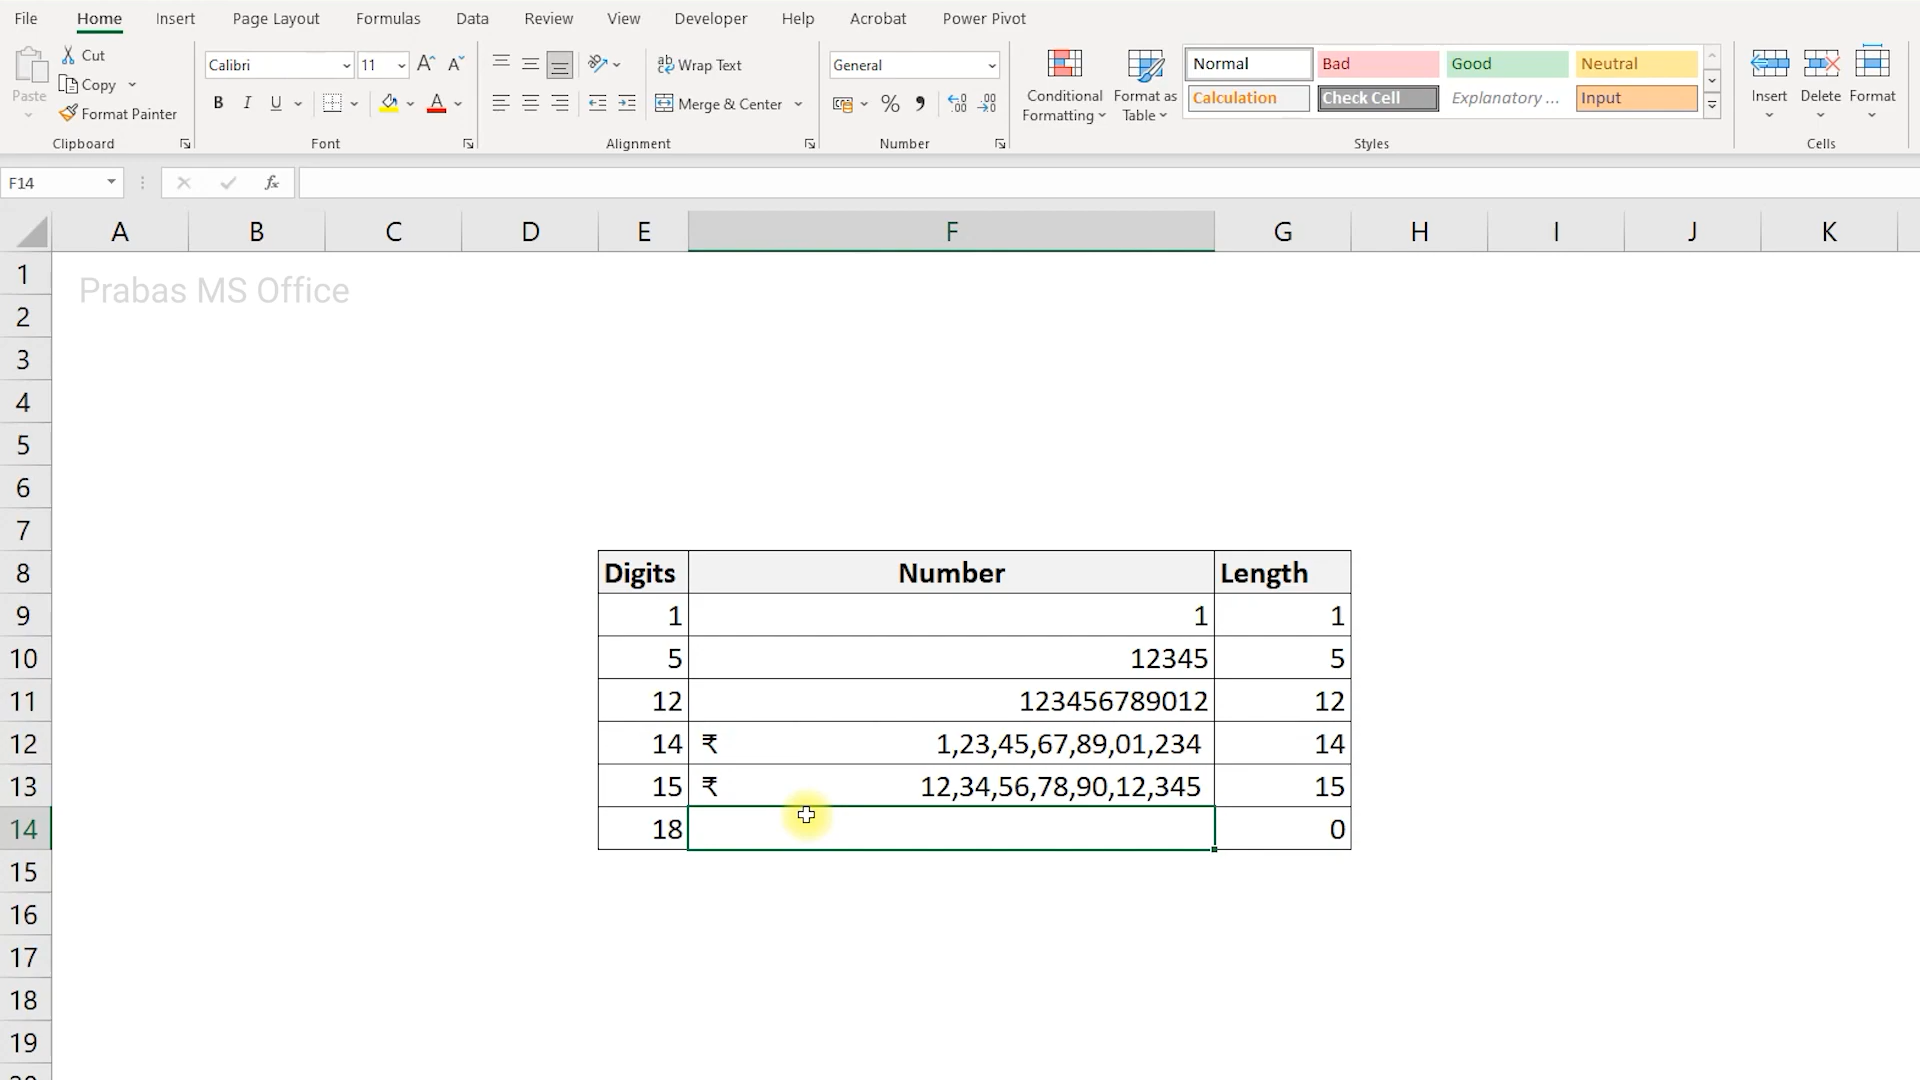 File Home Insert Page Layout Formulas Data Review View Developer Help Acrobat Power Pivot
Paste
Cut
Copy
Format Painter
Calibri 11
General
Wrap Text
Merge & Center
Conditional Formatting
Format as Table
Normal Bad Good Neutral
Calculation Check Cell Explanatory ... Input
Insert Delete Format
Clipboard Font Alignment Number Styles Cells
F14 fx
A B C D E F G H I J K
1
Prabas MS Office
2
3
4
5
6
7
8 Digits Number Length
9 1 1 1
10 5 12345 5
11 12 123456789012 12
12 14 ₹ 1,23,45,67,89,01,234 14
13 15 ₹ 12,34,56,78,90,12,345 15
14 18 0
15
16
17
18
19